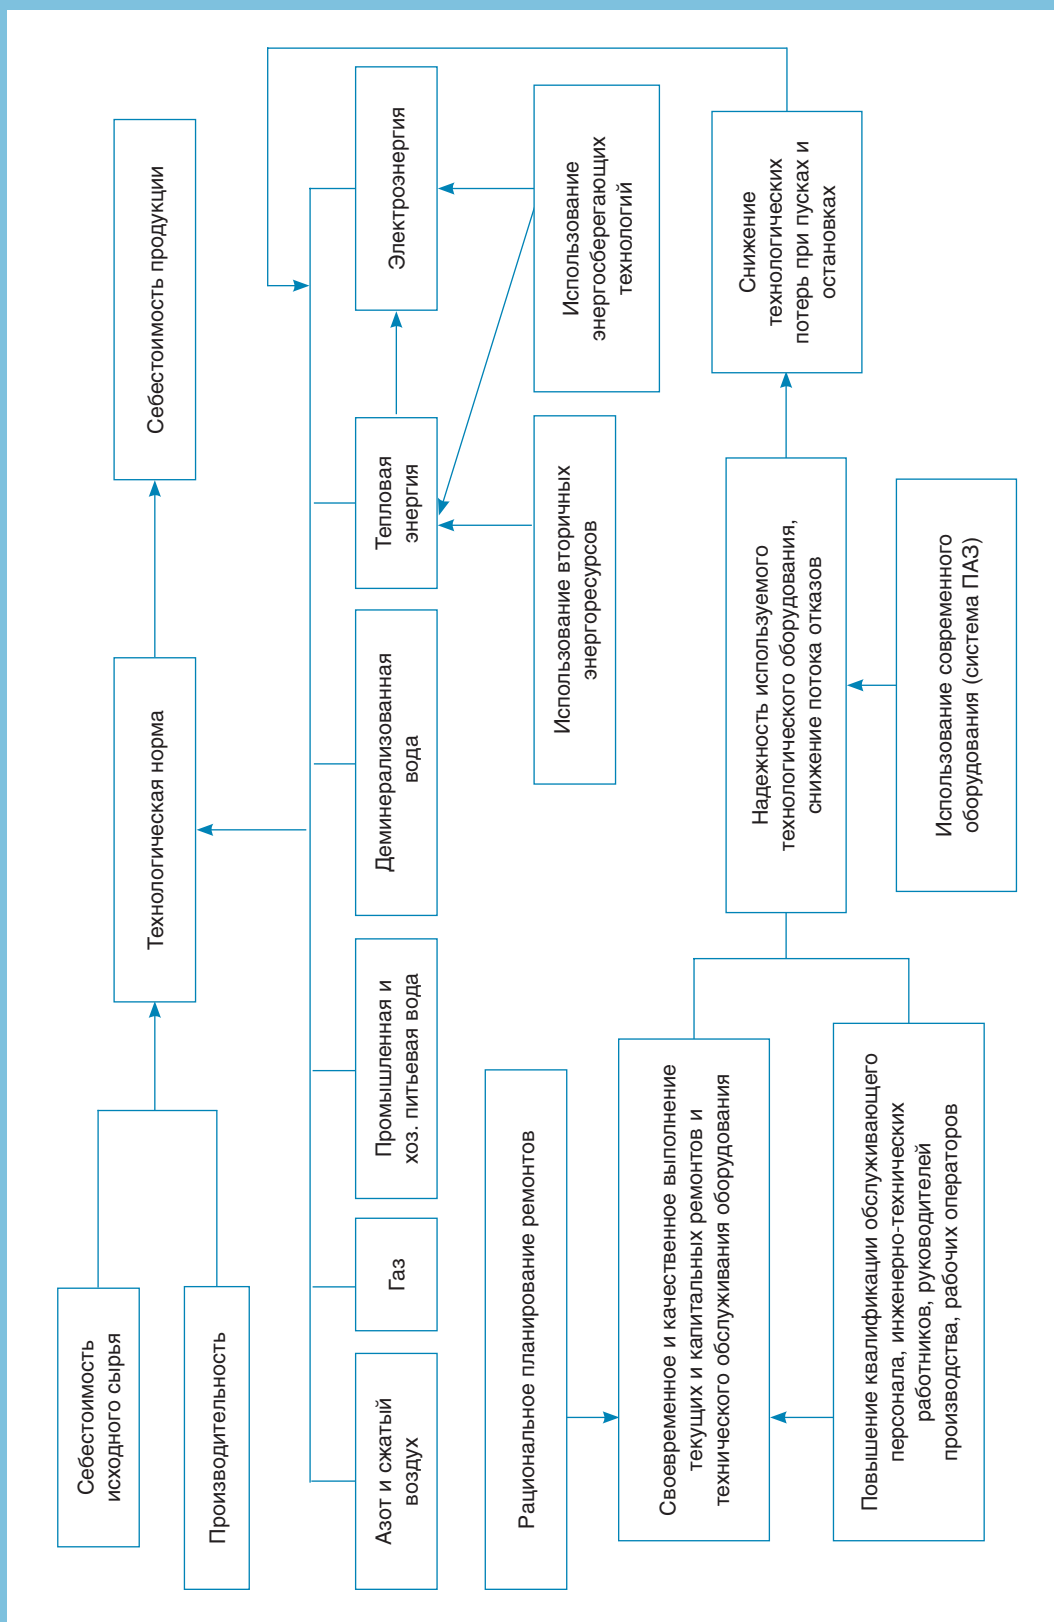 Себестоимость
исходного сырья
Производительность
Технологическая норма
Себестоимость продукции
Азот и сжатый
воздух
Газ
Промышленная и
хоз. питьевая вода
Деминерализованная
вода
Тепловая
энергия
Электроэнергия
Рациональное планирование ремонтов
Использование вторичных
энергоресурсов
Использование
энергосберегающих
технологий
Своевременное и качественное выполнение
текущих и капитальных ремонтов и
технического обслуживания оборудования
Надежность используемого
технологического оборудования,
снижение потока отказов
Снижение
технологических
потерь при пусках и
остановках
Повышение квалификации обслуживающего
персонала, инженерно-технических
работников, руководителей
производства, рабочих операторов
Использование современного
оборудования (система ПАЗ)